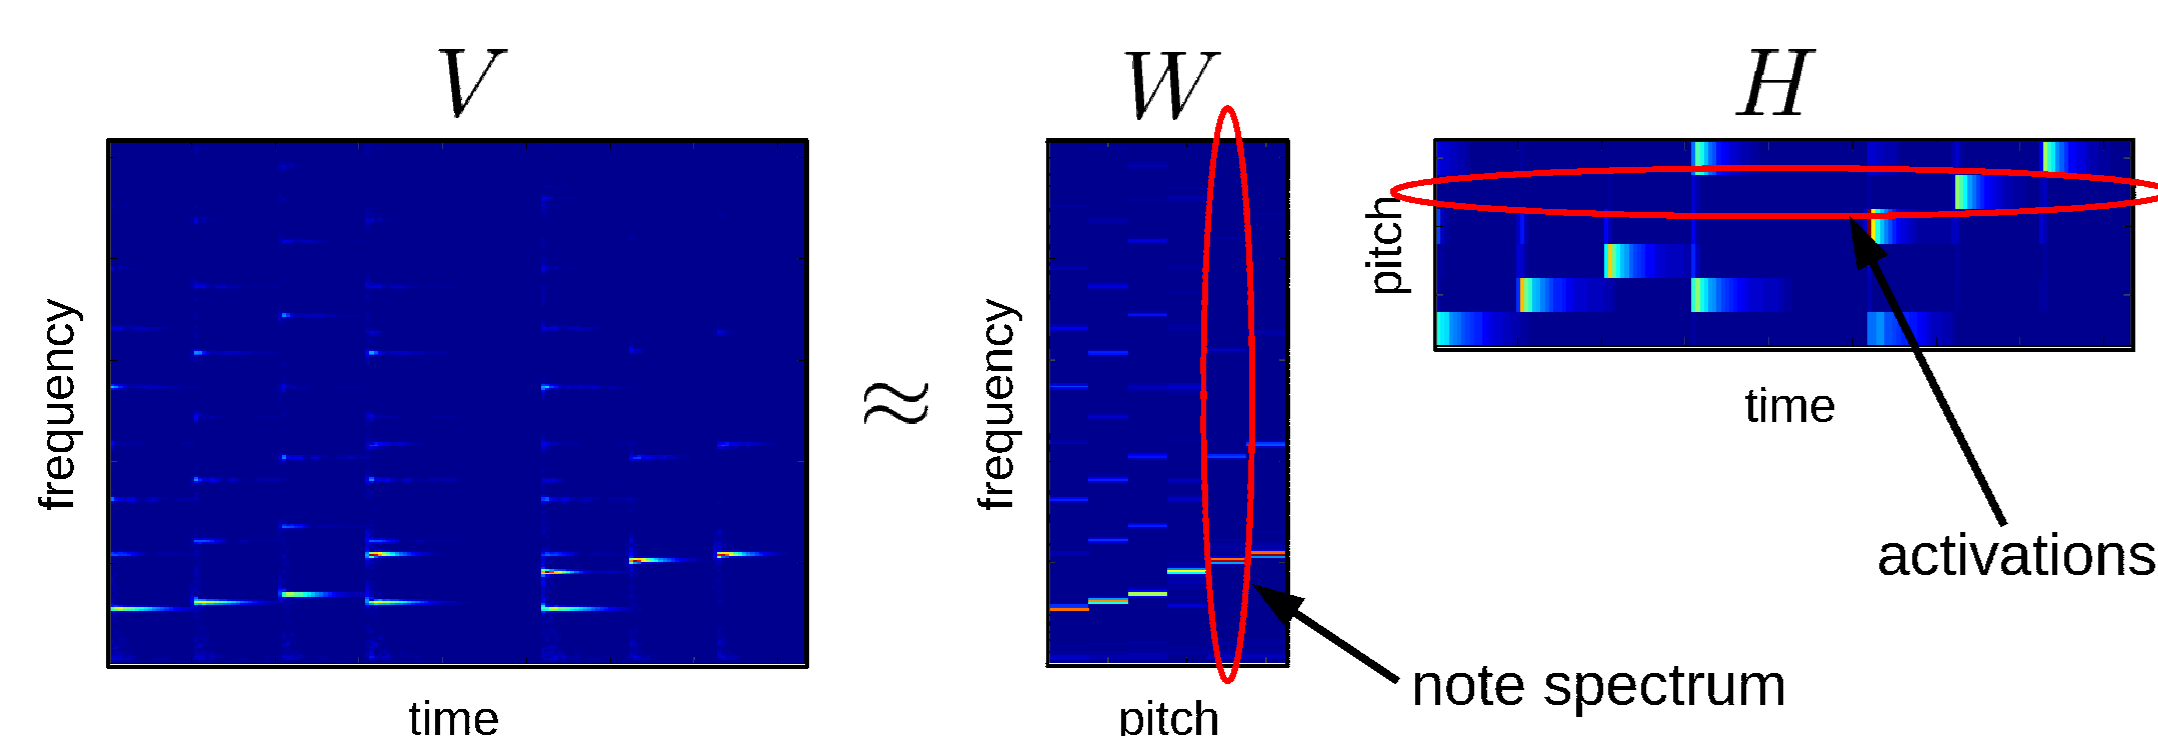 V
W
H
frequency
≈
frequency
pitch
time
activations
note spectrum
time
pitch